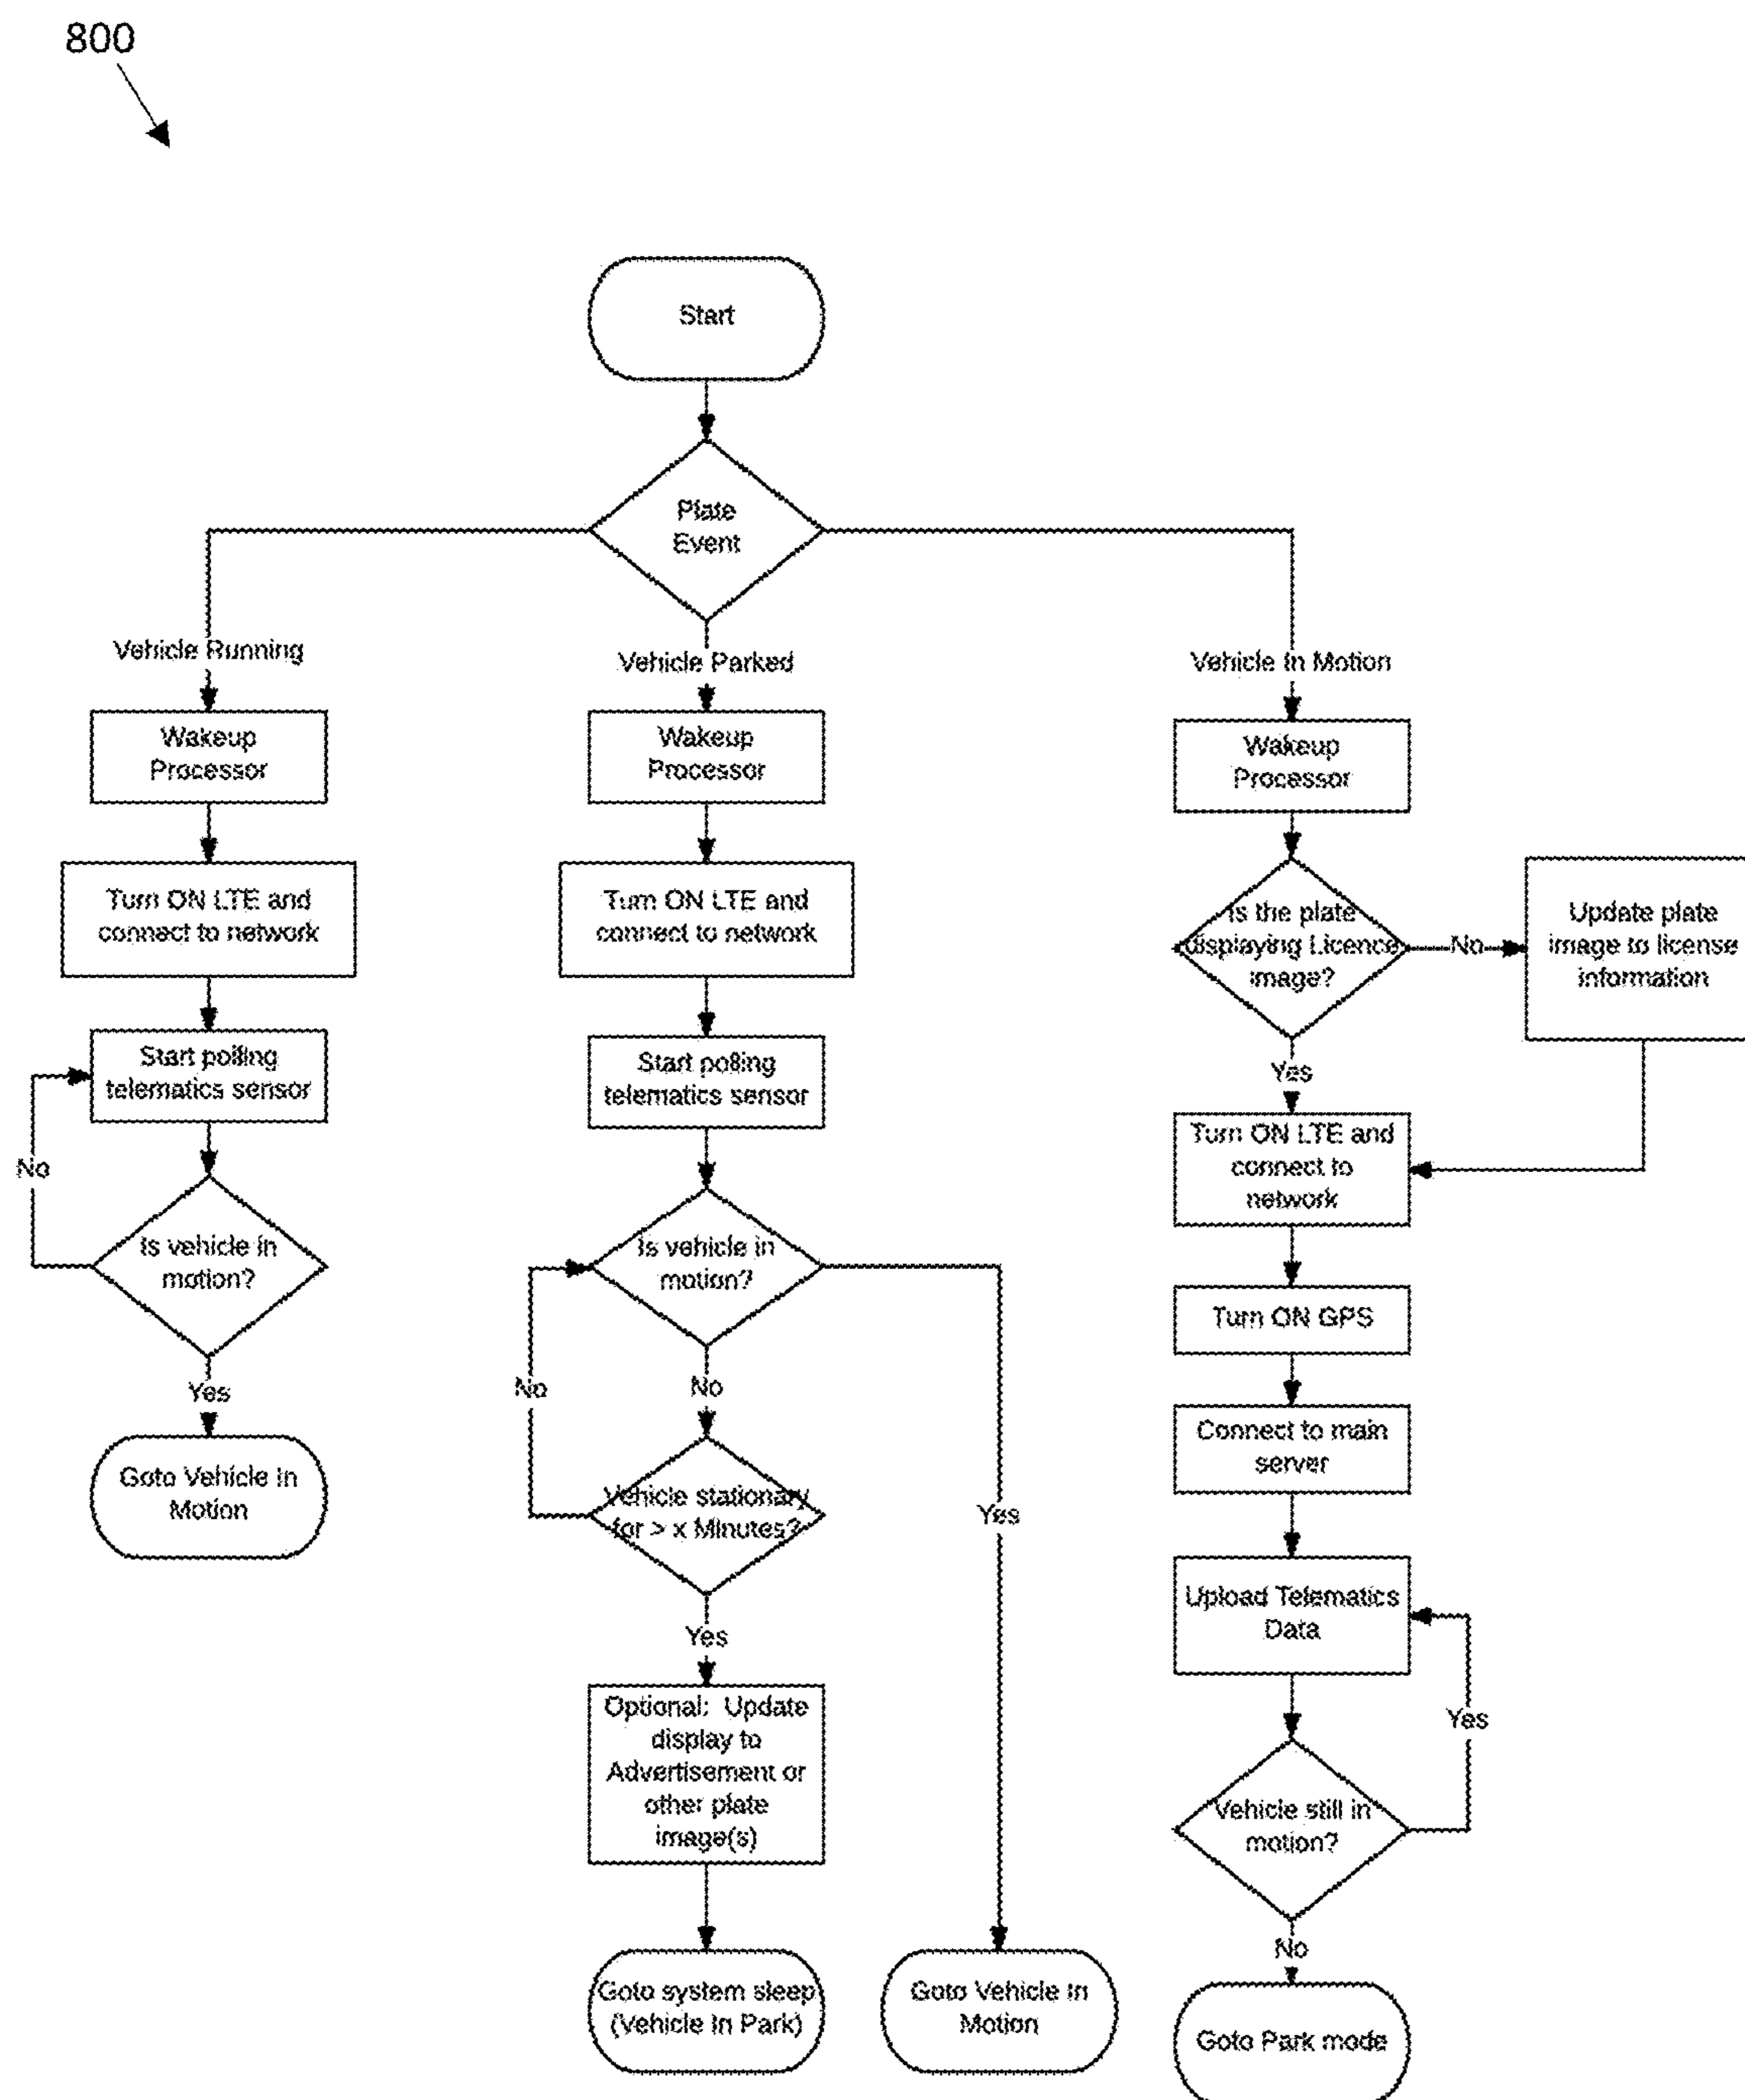 800
Start
Plate
Event
Vehicle Running
Vehicle Parked
Vehicle In Motion
Wakeup
Processor
Turn ON LTE and
connect to network
Start polling
telematics sensor
No
Is vehicle in
motion?
Yes
Goto Vehicle In
Motion
Wakeup
Processor
Turn ON LTE and
connect to network
Start polling
telematics sensor
Is vehicle in
motion?
No
No
Vehicle stationary
for > x Minutes?
Yes
Yes
Optional: Update
display to
Advertisement or
other plate
image(s)
Goto system sleep
(Vehicle In Park)
Goto Vehicle In
Motion
Wakeup
Processor
Is the plate
displaying Licence
image?
No
Update plate
image to license
information
Yes
Turn ON LTE and
connect to
network
Turn ON GPS
Connect to main
server
Upload Telematics
Data
Yes
Vehicle still in
motion?
No
Goto Park mode